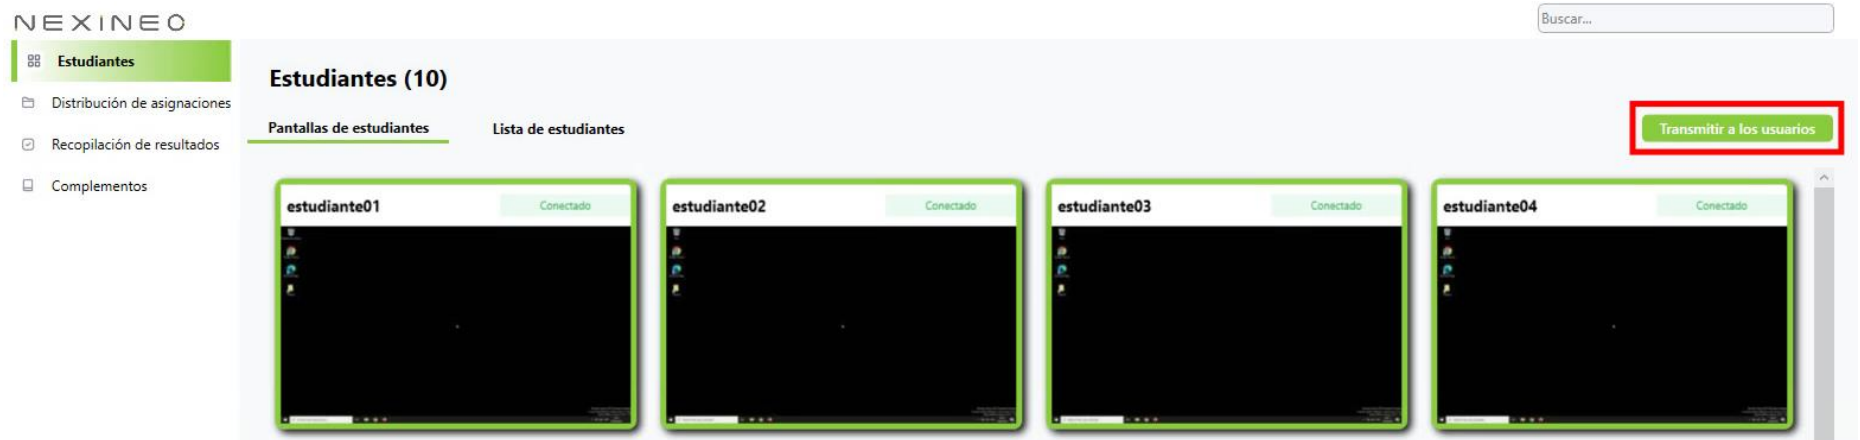 NEXINEO
Buscar...
Estudiantes
Distribución de asignaciones
Recopilación de resultados
Complementos
Estudiantes (10)
Pantallas de estudiantes
Lista de estudiantes
Transmitir a los usuarios
estudiante01
Conectado
estudiante02
Conectado
estudiante03
Conectado
estudiante04
Conectado